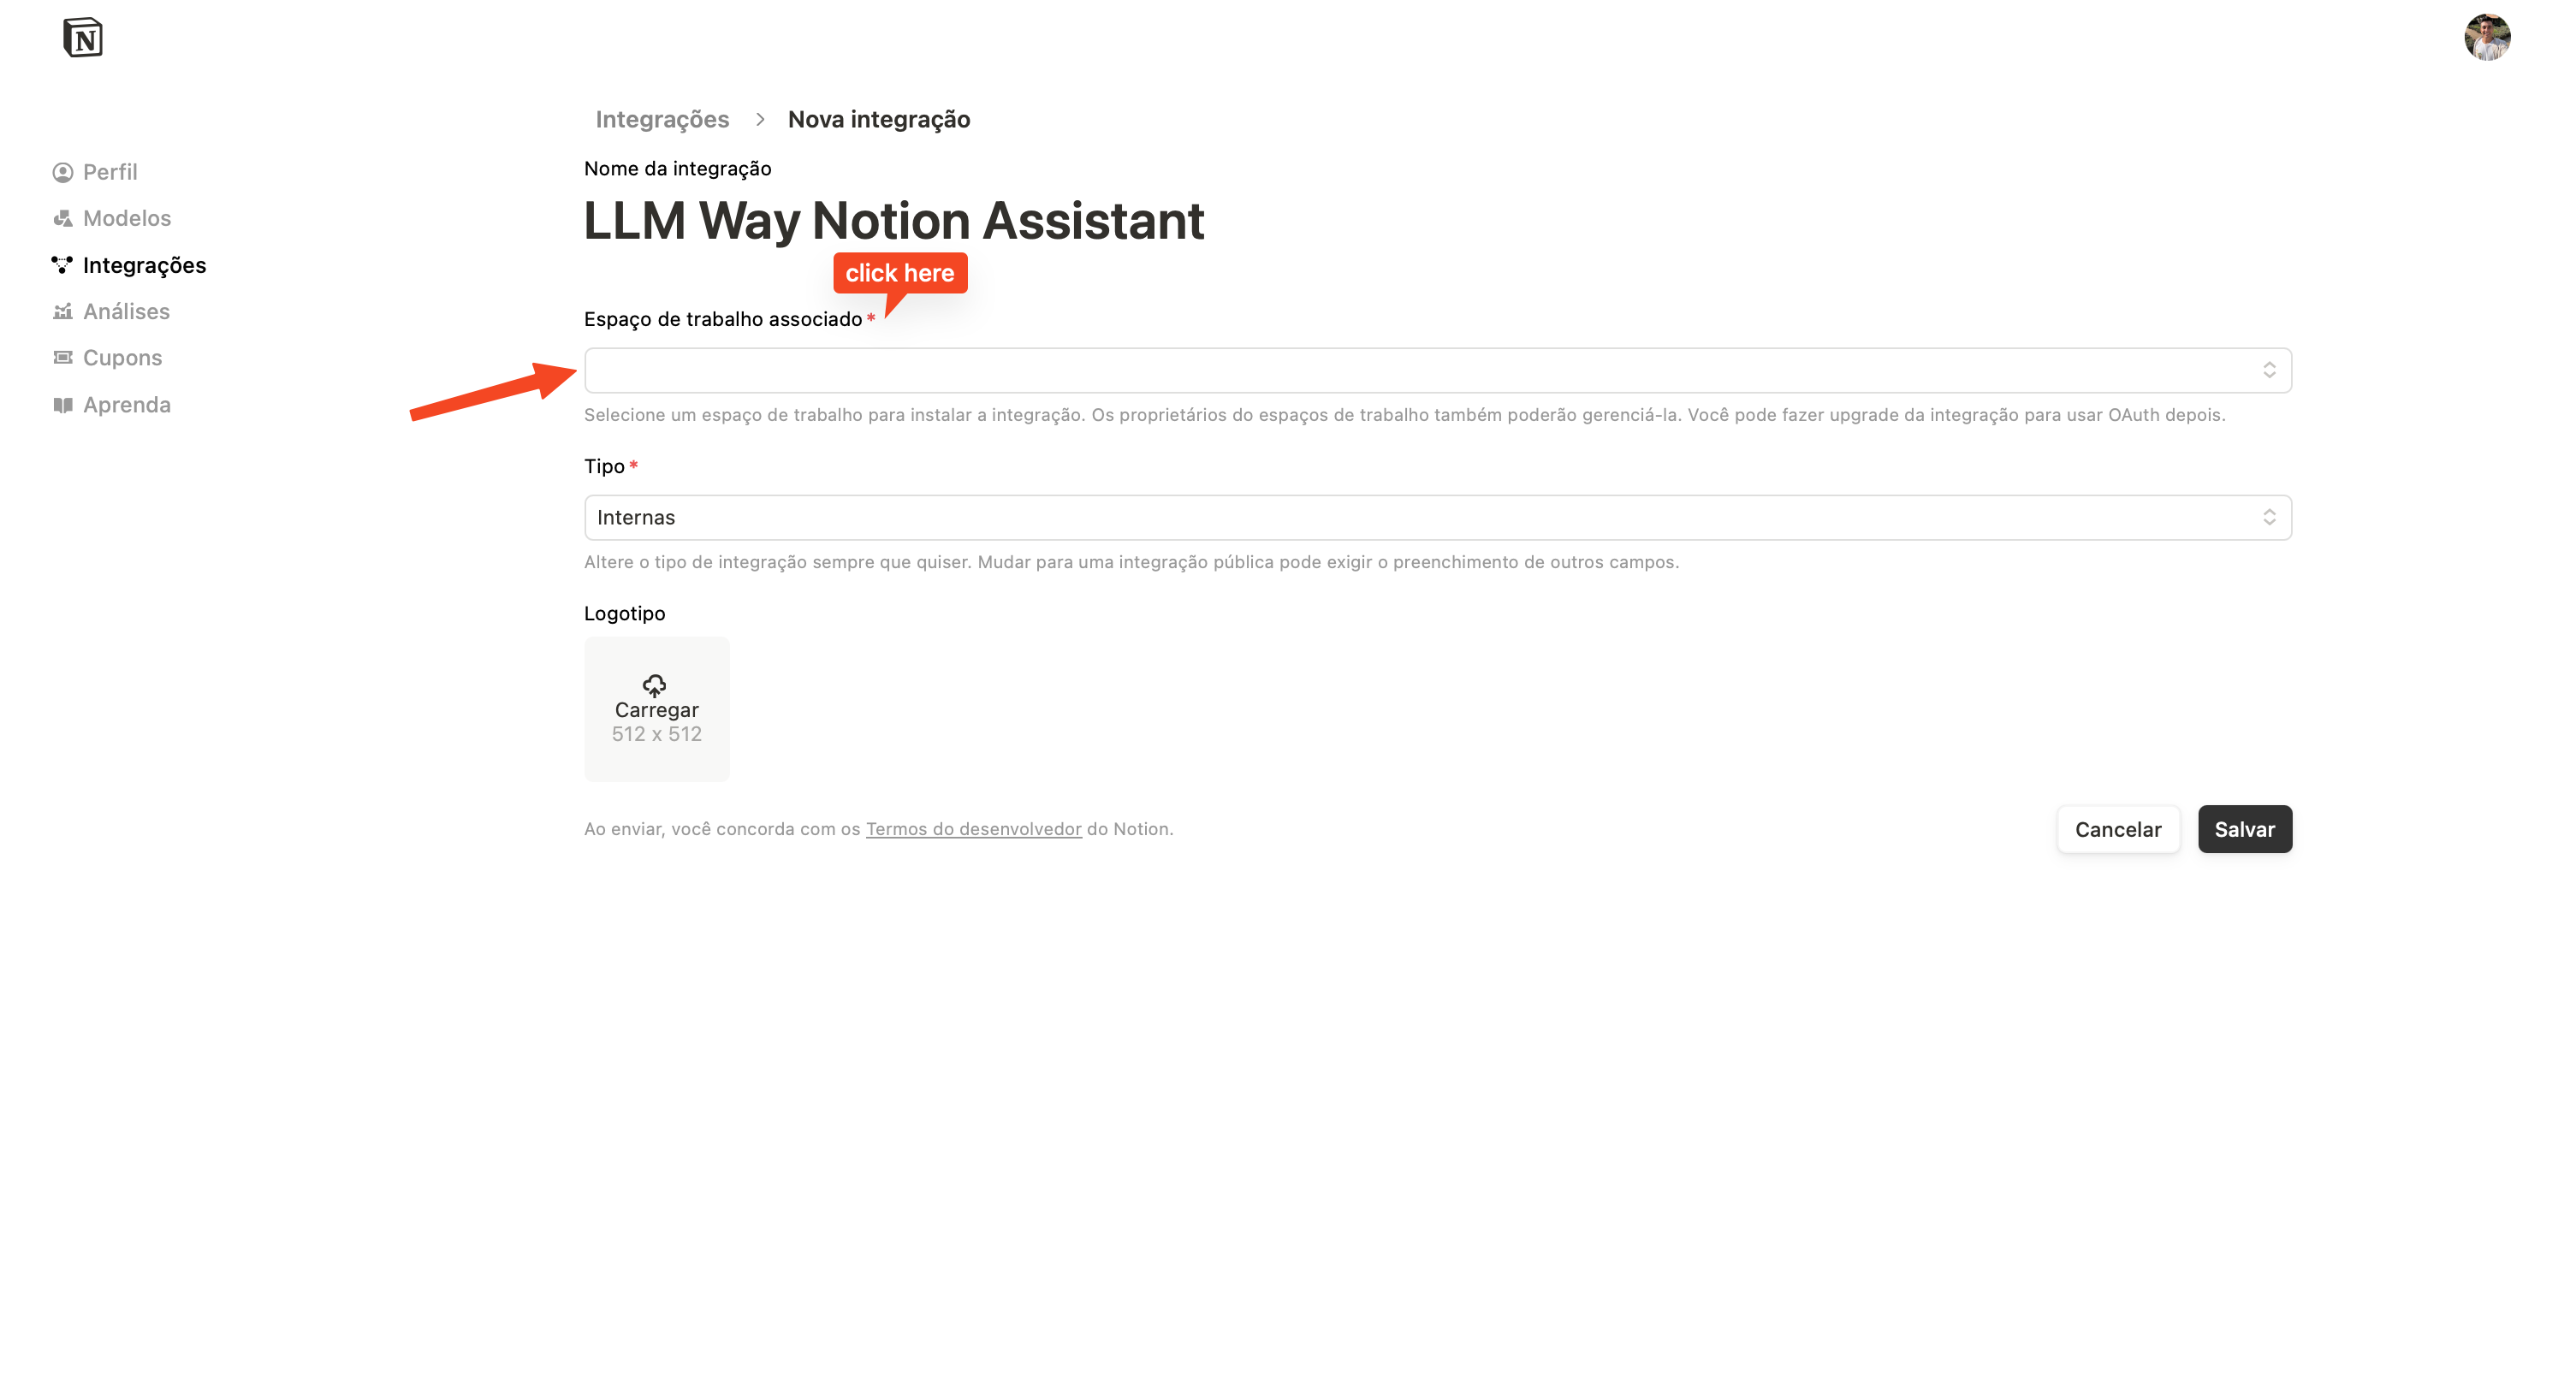 N
Perfil
Modelos
Integrações
Análises
Cupons
Aprenda
Integrações > Nova integração
Nome da integração
LLM Way Notion Assistant
click here
Espaço de trabalho associado *
Selecione um espaço de trabalho para instalar a integração. Os proprietários do espaços de trabalho também poderão gerenciá-la. Você pode fazer upgrade da integração para usar OAuth depois.
Tipo *
Internas
Altere o tipo de integração sempre que quiser. Mudar para uma integração pública pode exigir o preenchimento de outros campos.
Logotipo
Carregar
512 x 512
Ao enviar, você concorda com os Termos do desenvolvedor do Notion.
Cancelar
Salvar